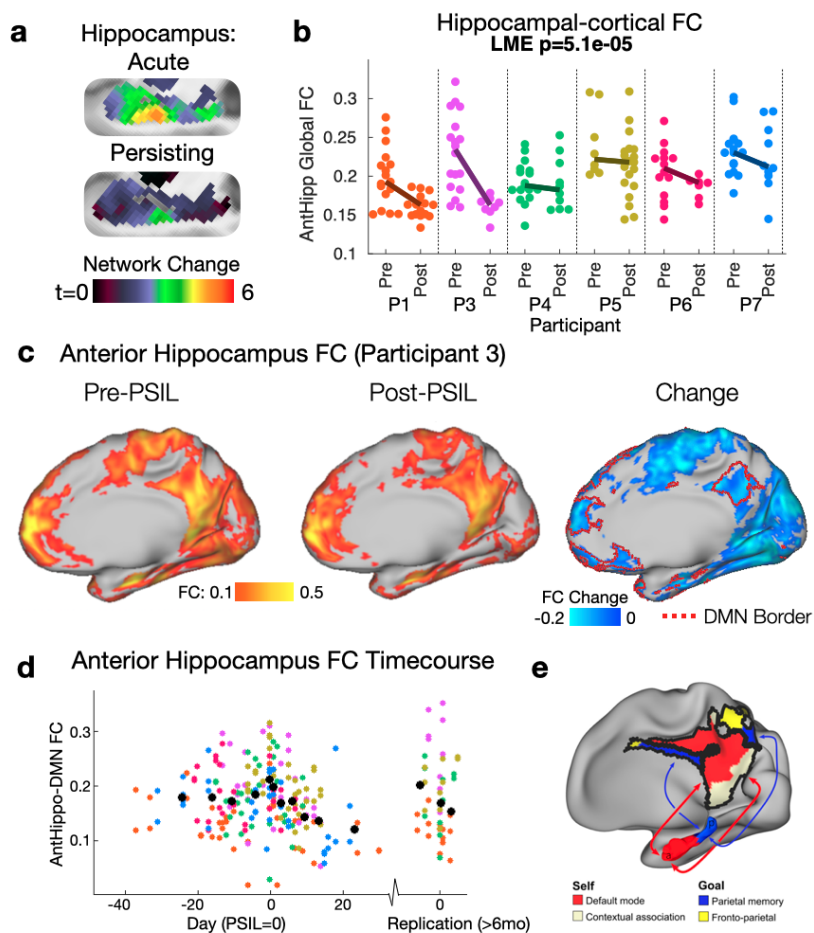 a
Hippocampus:
Acute
Persisting
Network Change
t=0 6
b
Hippocampal-cortical FC
LME p=5.1e-05
AntHipp Global FC
0.3
0.25
0.2
0.15
0.1
Pre Post Pre Post Pre Post Pre Post Pre Post Pre Post
P1 P3 P4 P5 P6 P7
Participant
c Anterior Hippocampus FC (Participant 3)
Pre-PSIL Post-PSIL Change
FC: 0.1 0.5
FC Change
-0.2 0
DMN Border
d Anterior Hippocampus FC Timecourse
AntHippo-DMN FC
0.3
0.2
0.1
-40 -20 0 20 0
Day (PSIL=0) Replication (>6mo)
e
Self Goal
Default mode Parietal memory
Contextual association Fronto-parietal